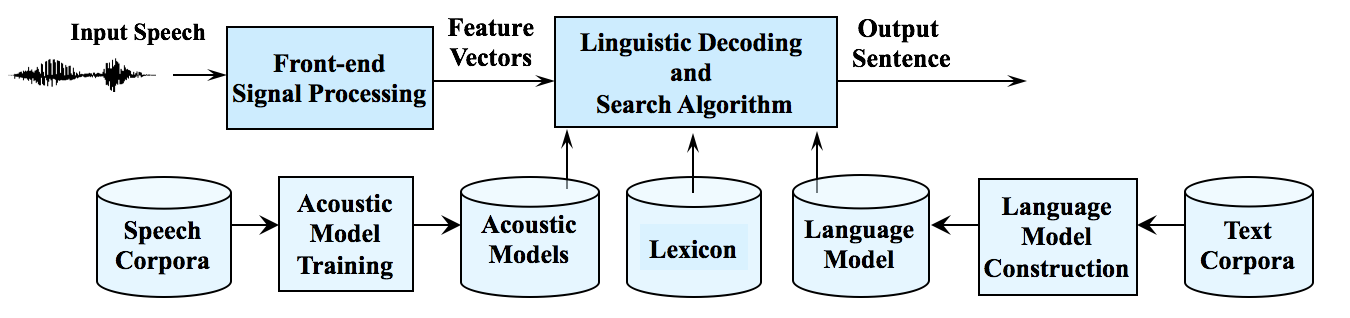 Input Speech
Front-end
Signal Processing
Feature
Vectors
Linguistic Decoding
and
Search Algorithm
Output
Sentence
Speech
Corpora
Acoustic
Model
Training
Acoustic
Models
Lexicon
Language
Model
Language
Model
Construction
Text
Corpora